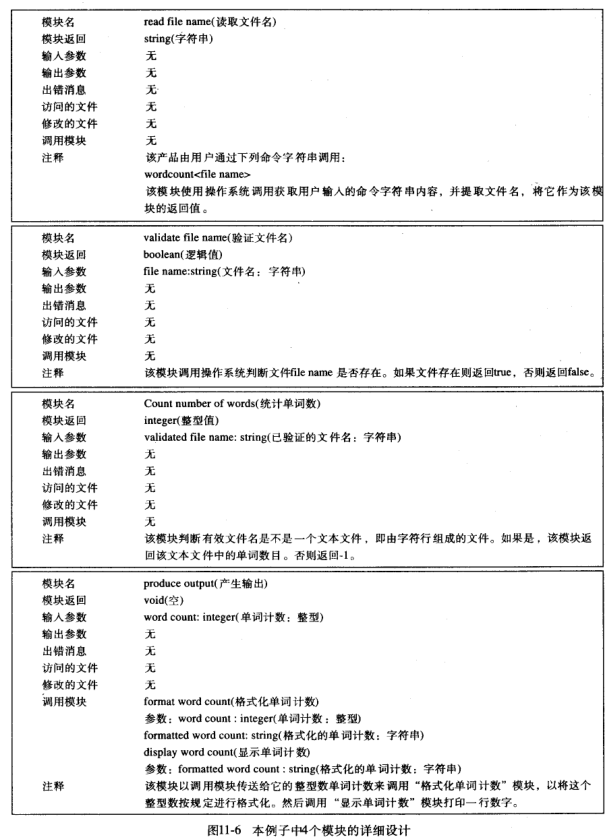 模块名 read file name(读取文件名)
模块返回 string(字符串)
输入参数 无
输出参数 无
出错消息 无
访问的文件 无
修改的文件 无
调用模块 无
注释 该产品由用户通过下列命令字符串调用：
wordcount<file name>
该模块使用操作系统调用获取用户输入的命令字符串内容，并提取文件名，将它作为该模
块的返回值。
模块名 validate file name(验证文件名)
模块返回 boolean(逻辑值)
输入参数 file name:string(文件名：字符串)
输出参数 无
出错消息 无
访问的文件 无
修改的文件 无
调用模块 无
注释 该模块调用操作系统判断文件file name 是否存在。如果文件存在则返回true，否则返回false。
模块名 Count number of words(统计单词数)
模块返回 integer(整型值)
输入参数 validated file name: string(已验证的文件名：字符串)
输出参数 无
出错消息 无
访问的文件 无
修改的文件 无
调用模块 无
注释 该模块判断有效文件名是不是一个文本文件，即由字符行组成的文件。如果是，该模块返
回该文本文件中的单词数目。否则返回-1。
模块名 produce output(产生输出)
模块返回 void(空)
输入参数 word count: integer(单词计数：整型)
输出参数 无
出错消息 无
访问的文件 无
修改的文件 无
调用模块 format word count(格式化单词计数)
参数：word count : integer(单词计数：整型)
formatted word count: string(格式化的单词计数：字符串)
display word count(显示单词计数)
参数：formatted word count : string(格式化的单词计数：字符串)
注释 该模块以调用模块传送给它的整型数单词计数来调用“格式化单词计数”模块，以将这个
整型数按规定进行格式化。然后调用“显示单词计数”模块打印一行数字。
图11-6 本例子中4个模块的详细设计